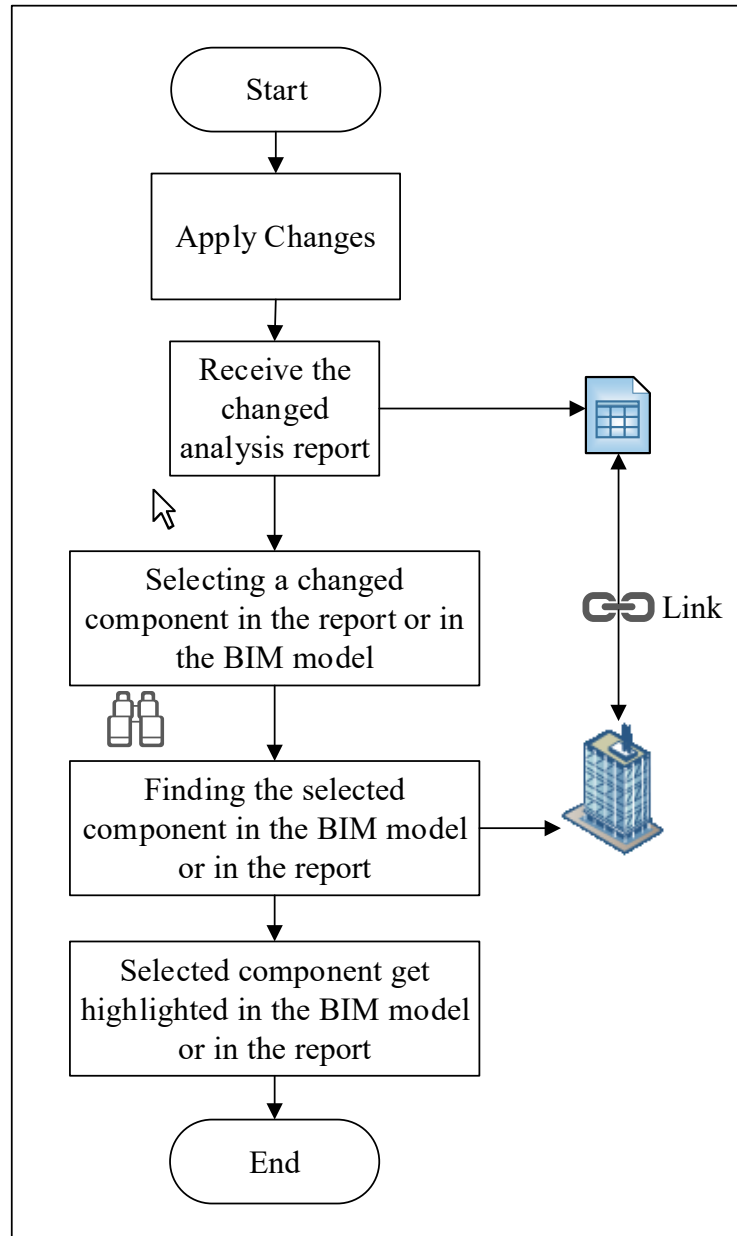 Start
Apply Changes
Receive the
changed
analysis report
Selecting a changed
component in the report or in
the BIM model
Link
Finding the selected
component in the BIM model
or in the report
Selected component get
highlighted in the BIM model
or in the report
End